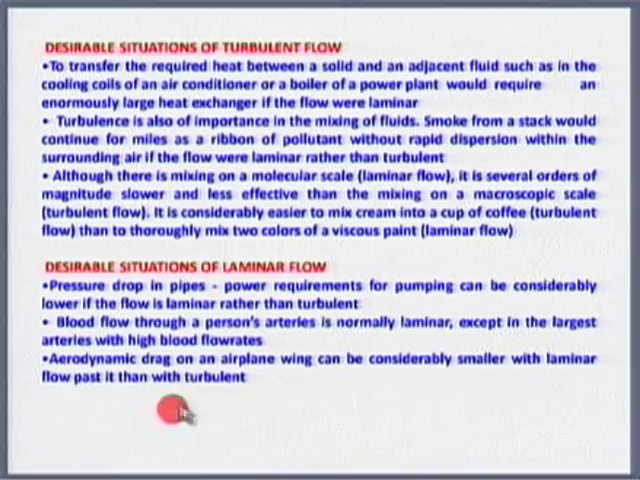 DESIRABLE SITUATIONS OF TURBULENT FLOW
•To transfer the required heat between a solid and an adjacent fluid such as in the
cooling coils of an air conditioner or a boiler of a power plant would require an
enormously large heat exchanger if the flow were laminar
• Turbulence is also of importance in the mixing of fluids. Smoke from a stack would
continue for miles as a ribbon of pollutant without rapid dispersion within the
surrounding air if the flow were laminar rather than turbulent
• Although there is mixing on a molecular scale (laminar flow), it is several orders of
magnitude slower and less effective than the mixing on a macroscopic scale
(turbulent flow). It is considerably easier to mix cream into a cup of coffee (turbulent
flow) than to thoroughly mix two colors of a viscous paint (laminar flow)
DESIRABLE SITUATIONS OF LAMINAR FLOW
•Pressure drop in pipes - power requirements for pumping can be considerably
lower if the flow is laminar rather than turbulent
• Blood flow through a person's arteries is normally laminar, except in the largest
arteries with high blood flowrates
•Aerodynamic drag on an airplane wing can be considerably smaller with laminar
flow past it than with turbulent